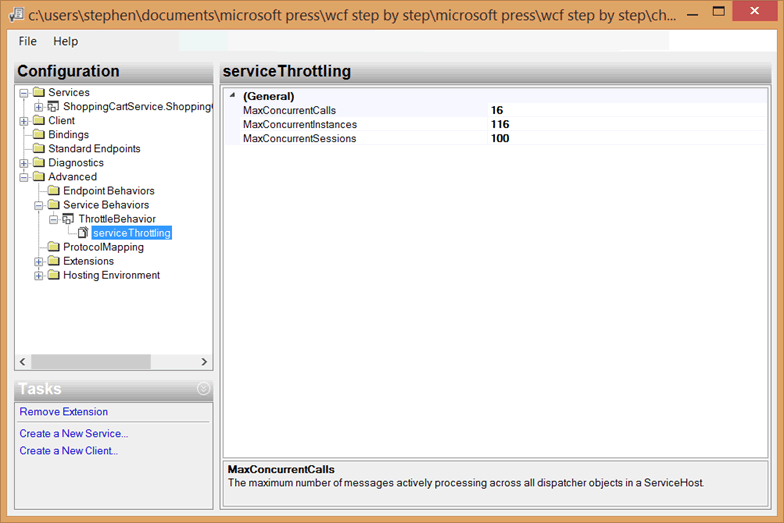 c:\users\stephen\documents\microsoft press\wcf step by step\microsoft press\wcf step by step\ch...
File Help
Configuration
Services
ShoppingCartService.Shopping
Client
Bindings
Standard Endpoints
Diagnostics
Advanced
Endpoint Behaviors
Service Behaviors
ThrottleBehavior
serviceThrottling
ProtocolMapping
Extensions
Hosting Environment
Tasks
Remove Extension
Create a New Service...
Create a New Client...
serviceThrottling
(General)
MaxConcurrentCalls 16
MaxConcurrentInstances 116
MaxConcurrentSessions 100
MaxConcurrentCalls
The maximum number of messages actively processing across all dispatcher objects in a ServiceHost.